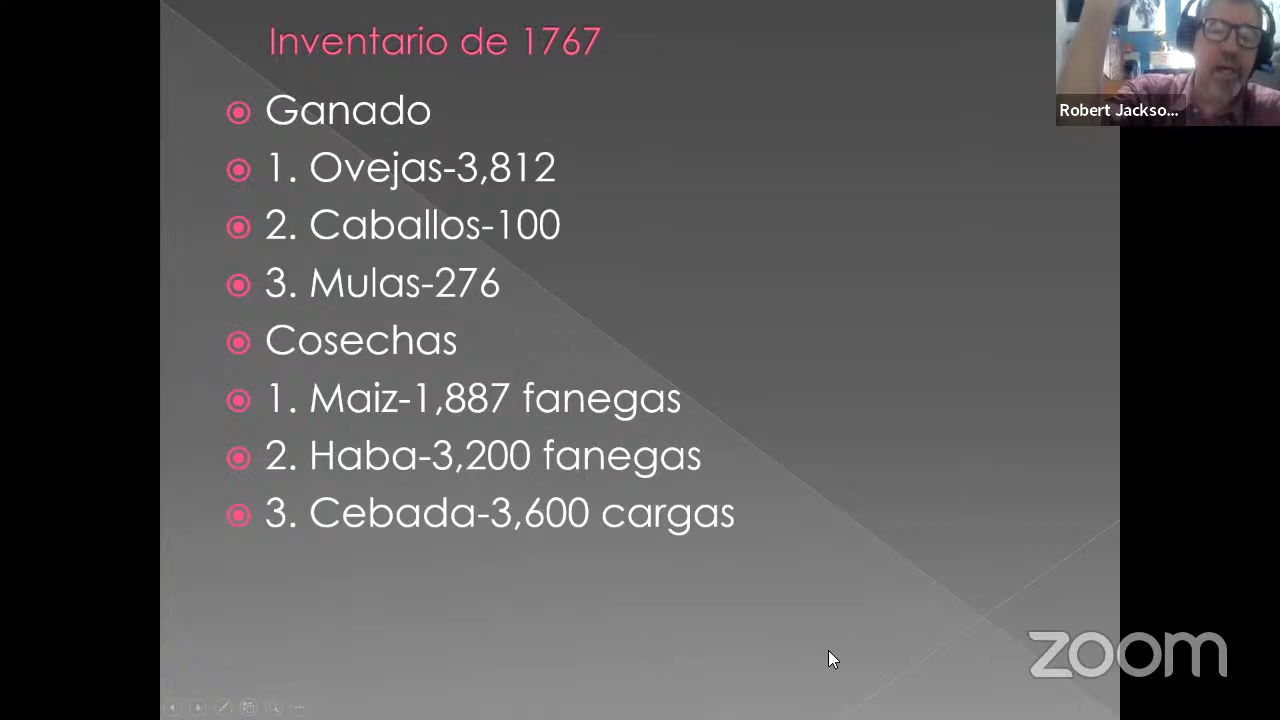 Inventario de 1767
Ganado
1. Ovejas-3,812
2. Caballos-100
3. Mulas-276
Cosechas
1. Maiz-1,887 fanegas
2. Haba-3,200 fanegas
3. Cebada-3,600 cargas
Robert Jackso...
zoom